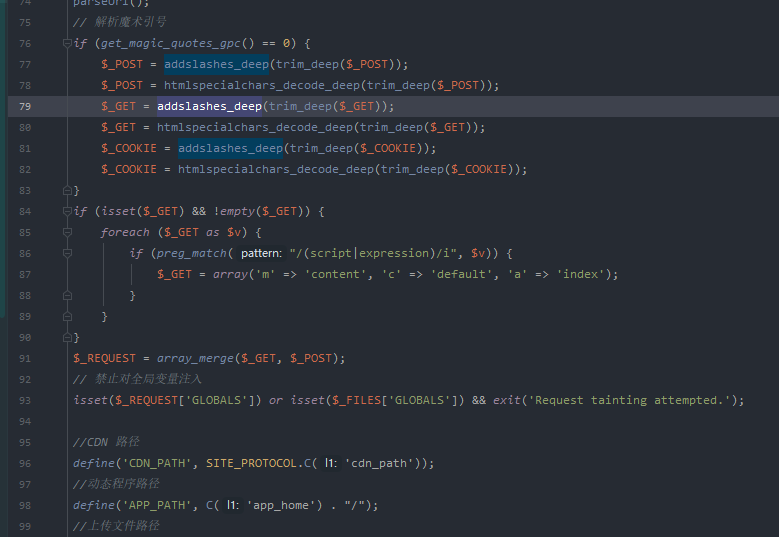 74 parseUrl();
75 // 解析魔术引号
76 if (get_magic_quotes_gpc() == 0) {
77 $_POST = addslashes_deep(trim_deep($_POST));
78 $_POST = htmlspecialchars_decode_deep(trim_deep($_POST));
79 $_GET = addslashes_deep(trim_deep($_GET));
80 $_GET = htmlspecialchars_decode_deep(trim_deep($_GET));
81 $_COOKIE = addslashes_deep(trim_deep($_COOKIE));
82 $_COOKIE = htmlspecialchars_decode_deep(trim_deep($_COOKIE));
83 }
84 if (isset($_GET) && !empty($_GET)) {
85 foreach ($_GET as $v) {
86 if (preg_match( pattern: "/(script|expression)/i", $v)) {
87 $_GET = array('m' => 'content', 'c' => 'default', 'a' => 'index');
88 }
89 }
90 }
91 $_REQUEST = array_merge($_GET, $_POST);
92 // 禁止对全局变量注入
93 isset($_REQUEST['GLOBALS']) or isset($_FILES['GLOBALS']) && exit('Request tainting attempted.');
94
95 //CDN 路径
96 define('CDN_PATH', SITE_PROTOCOL.C( l1: 'cdn_path'));
97 //动态程序路径
98 define('APP_PATH', C( l1: 'app_home') . "/");
99 //上传文件路径